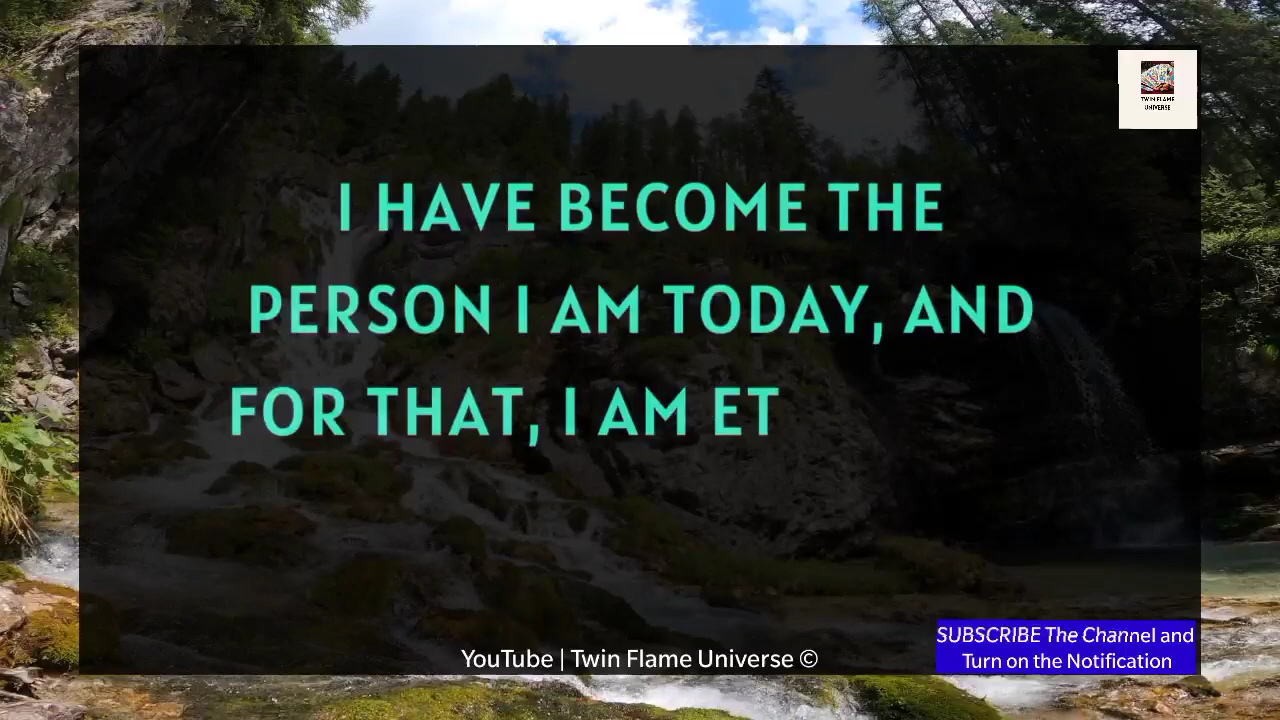 TWIN FLAME
UNIVERSE
I HAVE BECOME THE
PERSON I AM TODAY, AND
FOR THAT, I AM ET
YouTube | Twin Flame Universe ©
SUBSCRIBE The Channel and
Turn on the Notification